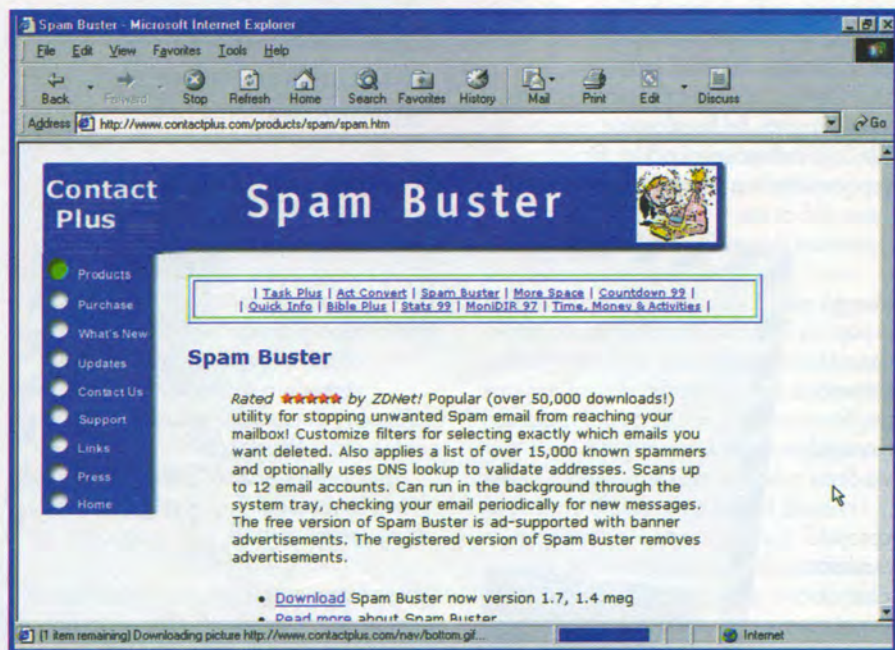 Spam Buster - Microsoft Internet Explorer
File Edit View Favorites Tools Help
Back Forward Stop Refresh Home Search Favorites History Mail Print Edit Discuss
Address http://www.contactplus.com/products/spam/spam.htm Go
Contact
Plus
Spam Buster
Products
Purchase
What's New
Updates
Contact Us
Support
Links
Press
Home
| Task Plus | Act Convert | Spam Buster | More Space | Countdown 99 |
| Quick Info | Bible Plus | Stats 99 | MoniDIR 97 | Time, Money & Activities |
Spam Buster
Rated ★★★★★ by ZDNet! Popular (over 50,000 downloads!)
utility for stopping unwanted Spam email from reaching your
mailbox! Customize filters for selecting exactly which emails you
want deleted. Also applies a list of over 15,000 known spammers
and optionally uses DNS lookup to validate addresses. Scans up
to 12 email accounts. Can run in the background through the
system tray, checking your email periodically for new messages.
The free version of Spam Buster is ad-supported with banner
advertisements. The registered version of Spam Buster removes
advertisements.
• Download Spam Buster now version 1.7, 1.4 meg
• Read more about Spam Buster
(1 item remaining) Downloading picture http://www.contactplus.com/nav/bottom.gif... Internet